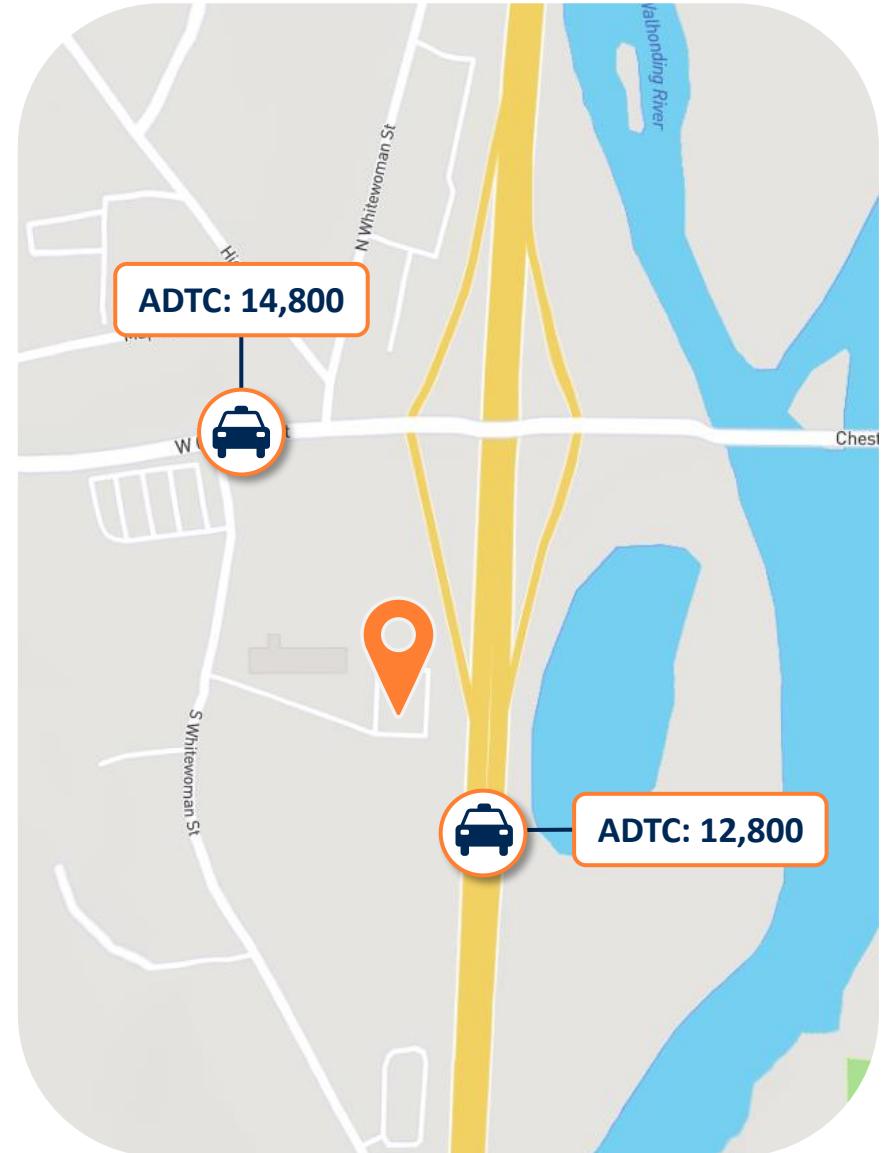 Walhonding River
N Whitewoman St
ADTC: 14,800
Chest
S Whitewoman St
ADTC: 12,800